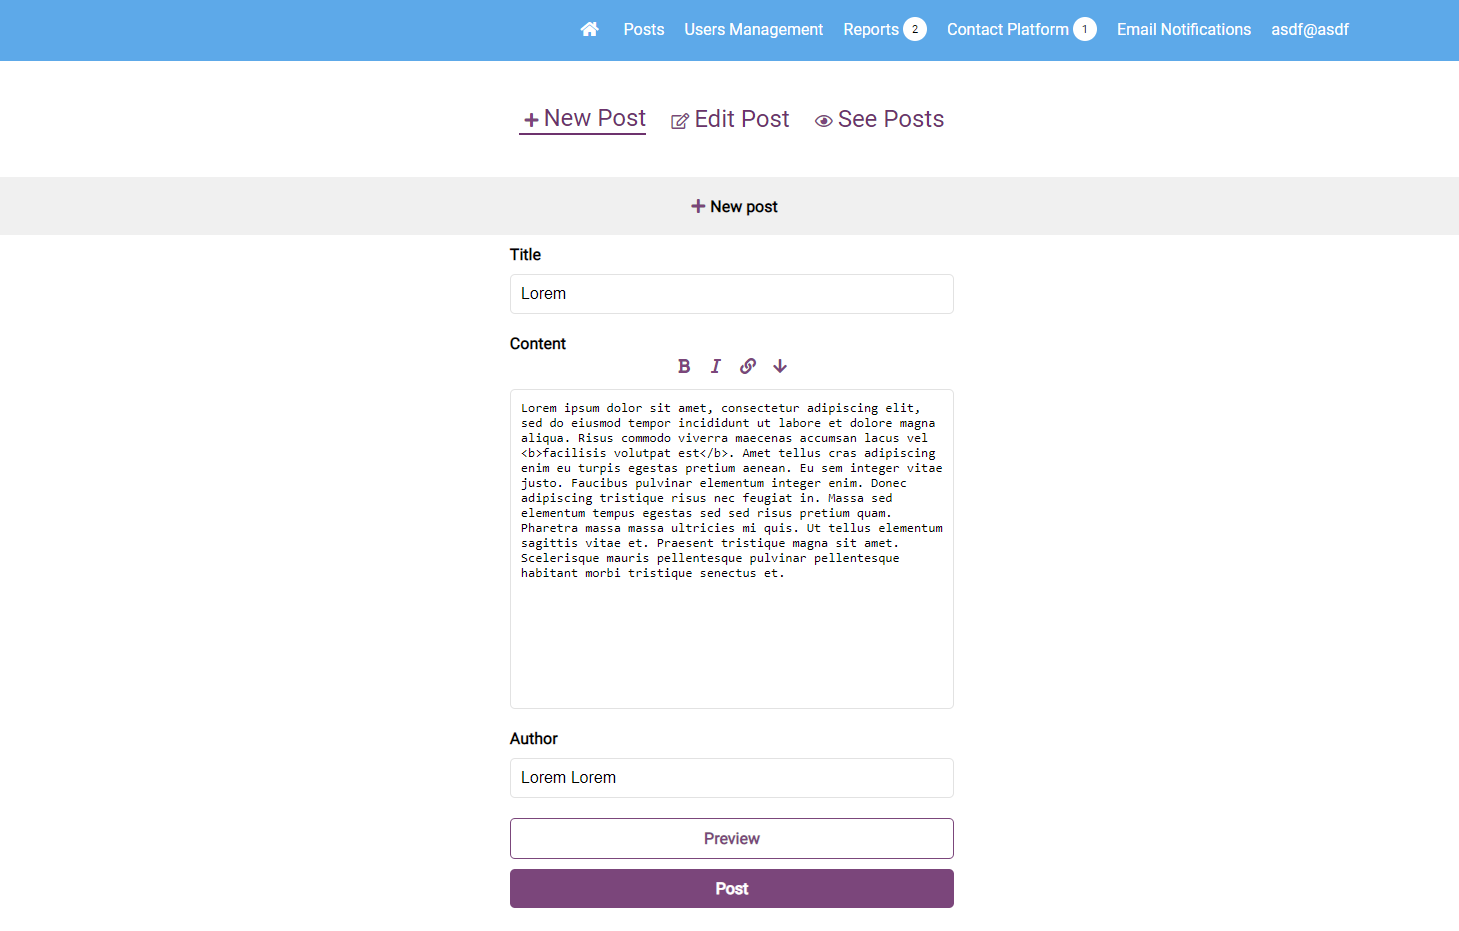 Posts Users Management Reports 2 Contact Platform 1 Email Notifications asdf@asdf
New Post Edit Post See Posts
New post
Title
Lorem
Content
B I
Lorem ipsum dolor sit amet, consectetur adipiscing elit,
sed do eiusmod tempor incididunt ut labore et dolore magna
aliqua. Risus commodo viverra maecenas accumsan lacus vel
<b>facilisis volutpat est</b>. Amet tellus cras adipiscing
enim eu turpis egestas pretium aenean. Eu sem integer vitae
justo. Faucibus pulvinar elementum integer enim. Donec
adipiscing tristique risus nec feugiat in. Massa sed
elementum tempus egestas sed sed risus pretium quam.
Pharetra massa massa ultricies mi quis. Ut tellus elementum
sagittis vitae et. Praesent tristique magna sit amet.
Scelerisque mauris pellentesque pulvinar pellentesque
habitant morbi tristique senectus et.
Author
Lorem Lorem
Preview
Post